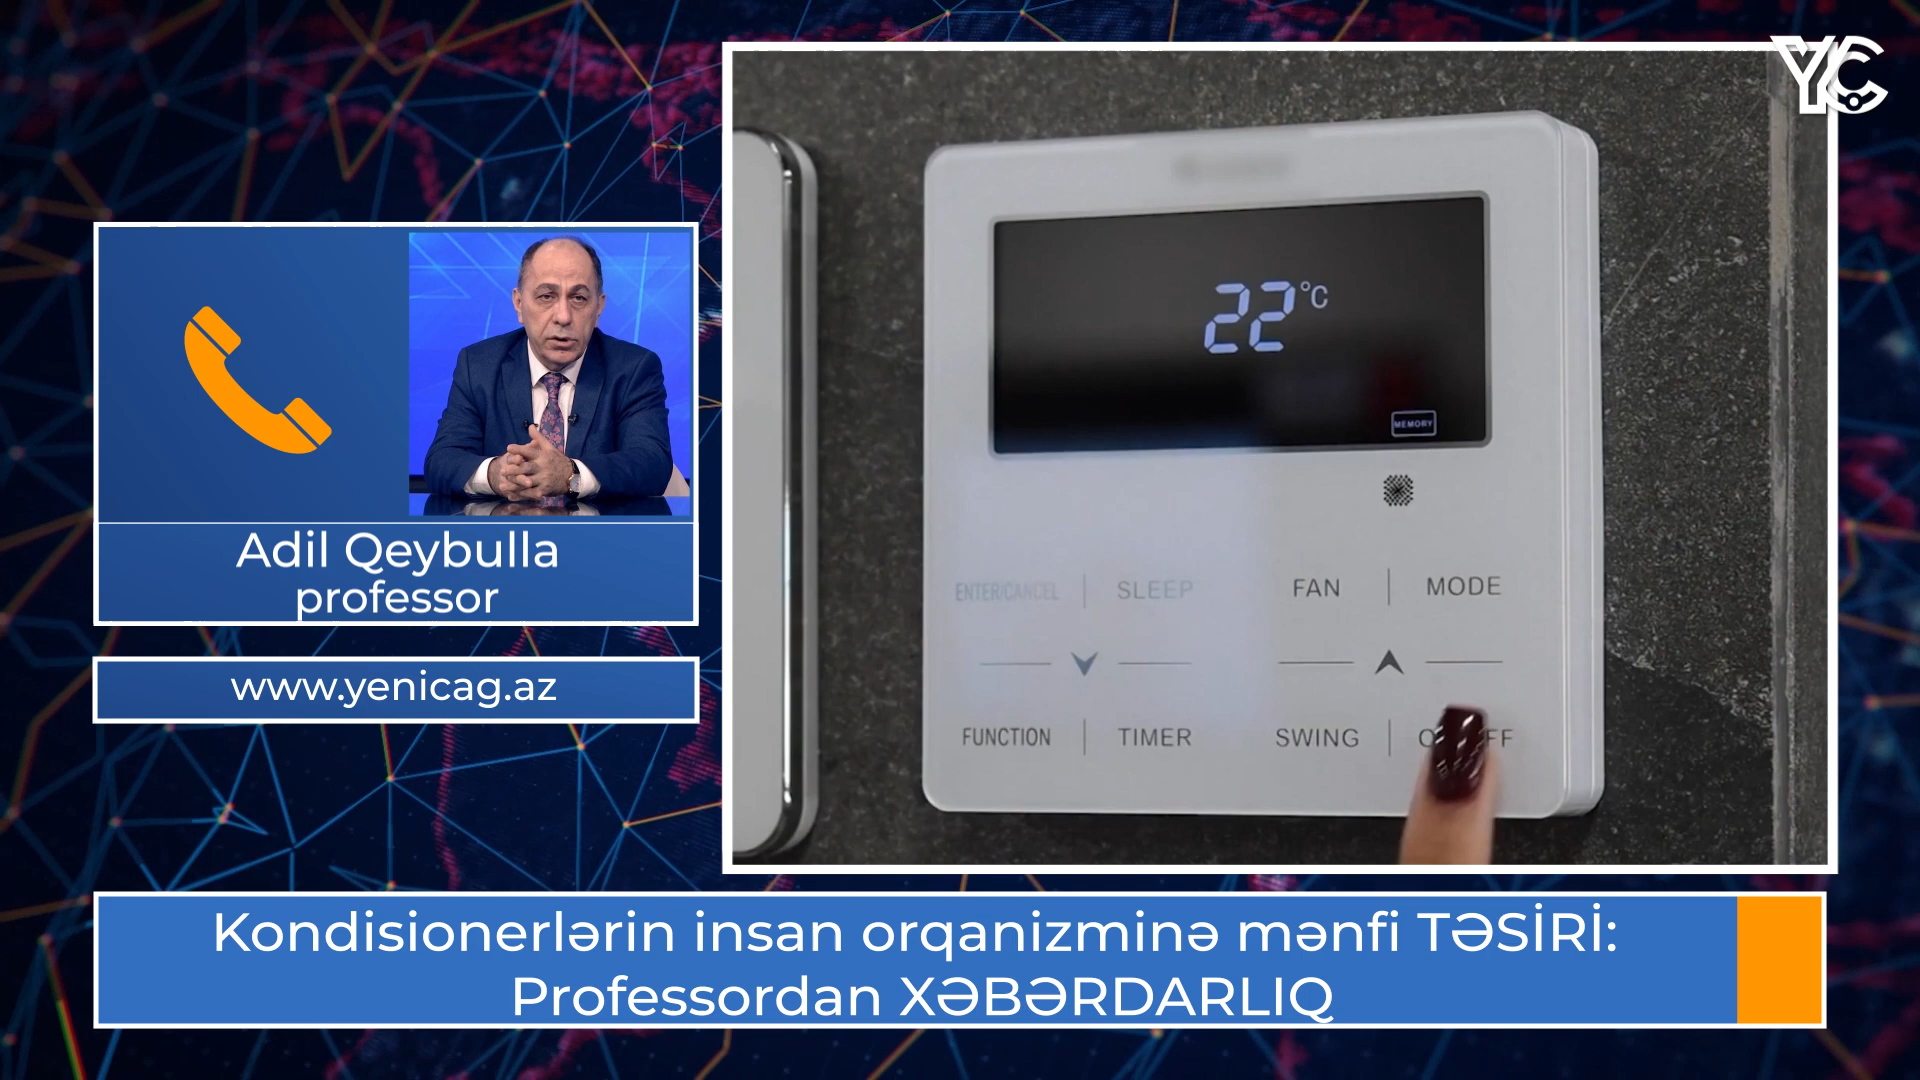 YC
22°C
MEMORY
ENTER/CANCEL SLEEP FAN MODE
FUNCTION TIMER SWING
Adil Qeybulla
professor
www.yenicag.az
Kondisionerlərin insan orqanizminə mənfi TƏSİRİ:
Professordan XƏBƏRDARLIQ